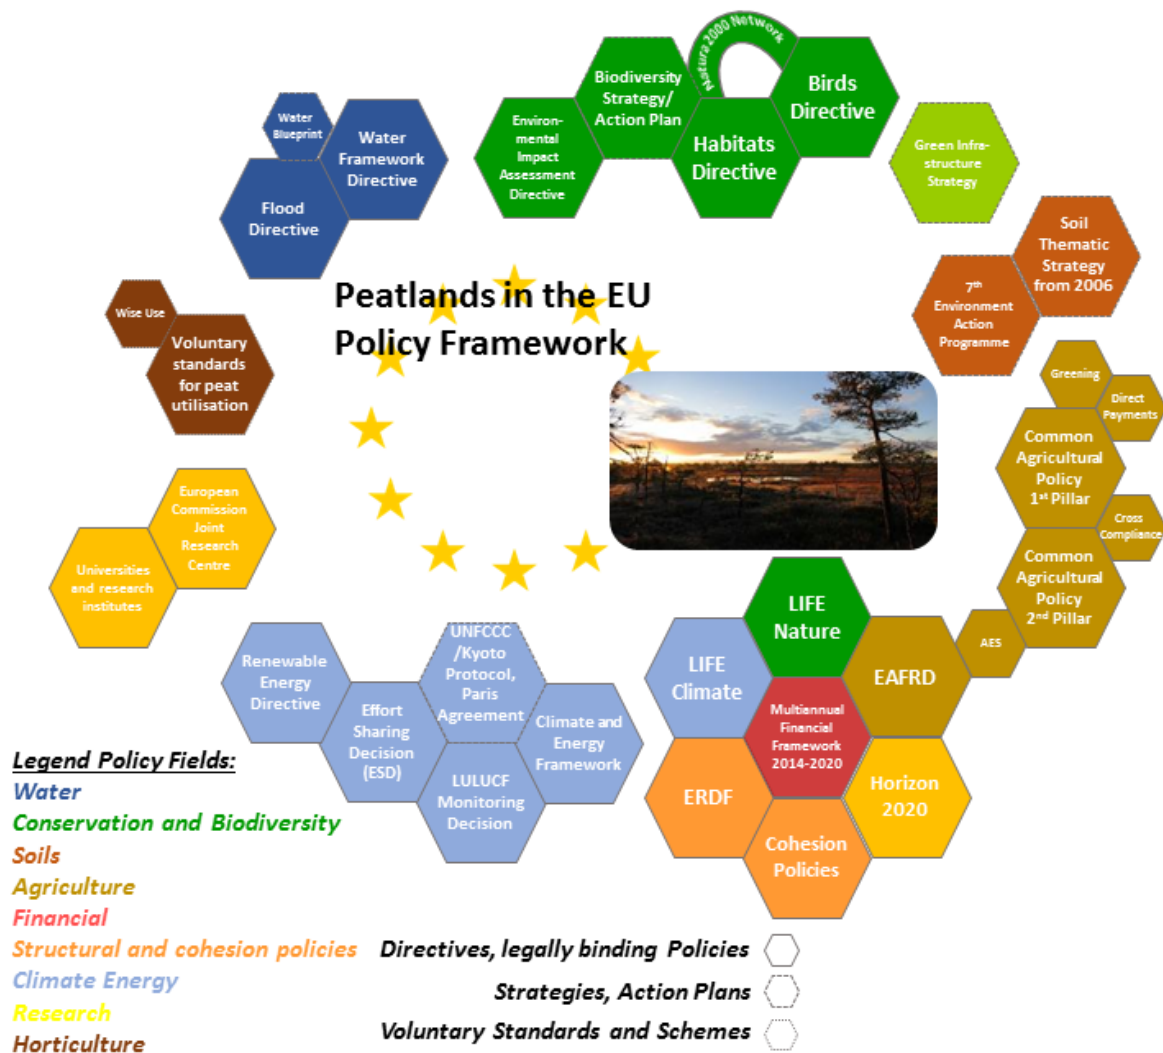 Natura 2000 Network
Biodiversity
Strategy/
Action Plan
Birds
Directive
Environ-
mental
Impact
Assessment
Directive
Habitats
Directive
Water
Blueprint
Water
Framework
Directive
Flood
Directive
Green Infra-
structure
Strategy
Soil
Thematic
Strategy
from 2006
7th
Environment
Action
Programme
Peatlands in the EU
Policy Framework
Wise Use
Voluntary
standards
for peat
utilisation
Greening
Direct
Payments
Common
Agricultural
Policy
1st Pillar
Cross
Compliance
Common
Agricultural
Policy
2nd Pillar
AES
European
Commission
Joint
Research
Centre
Universities
and research
institutes
Renewable
Energy
Directive
Effort
Sharing
Decision
(ESD)
UNFCCC
/Kyoto
Protocol,
Paris
Agreement
Climate and
Energy
Framework
LULUCF
Monitoring
Decision
LIFE
Nature
LIFE
Climate
EAFRD
Multiannual
Financial
Framework
2014-2020
ERDF
Horizon
2020
Cohesion
Policies
Legend Policy Fields:
Water
Conservation and Biodiversity
Soils
Agriculture
Financial
Structural and cohesion policies
Climate Energy
Research
Horticulture
Directives, legally binding Policies
Strategies, Action Plans
Voluntary Standards and Schemes